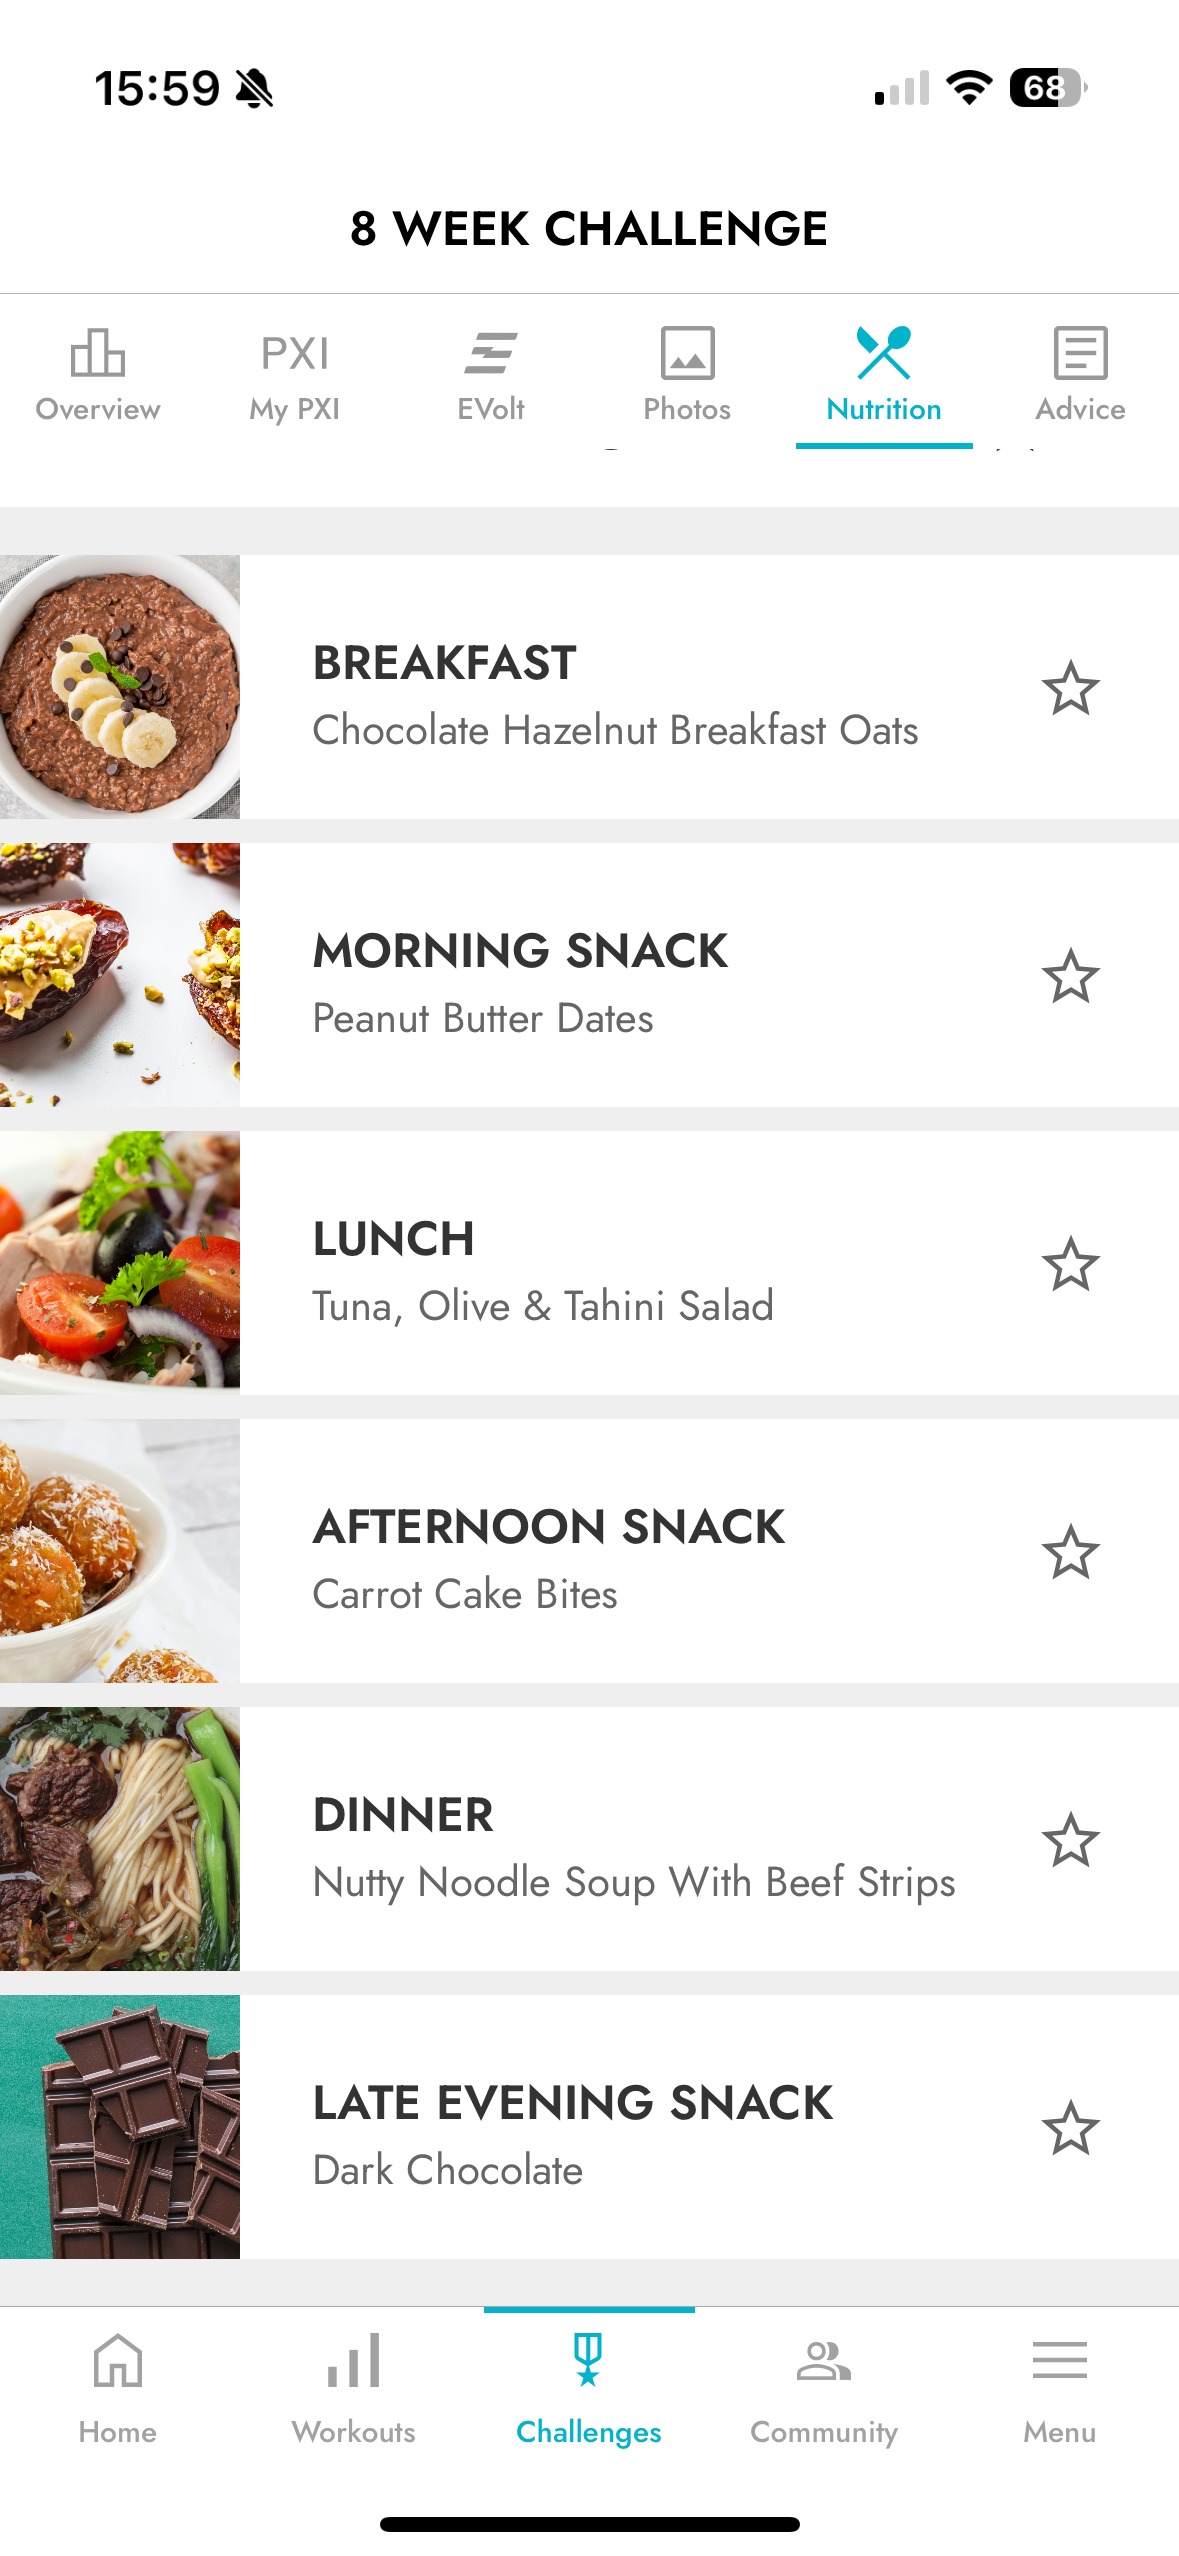 15:59
68
8 WEEK CHALLENGE
PXI
Overview
My PXI
EVolt
Photos
Nutrition
Advice
BREAKFAST
Chocolate Hazelnut Breakfast Oats
MORNING SNACK
Peanut Butter Dates
LUNCH
Tuna, Olive & Tahini Salad
AFTERNOON SNACK
Carrot Cake Bites
DINNER
Nutty Noodle Soup With Beef Strips
LATE EVENING SNACK
Dark Chocolate
Home
Workouts
Challenges
Community
Menu